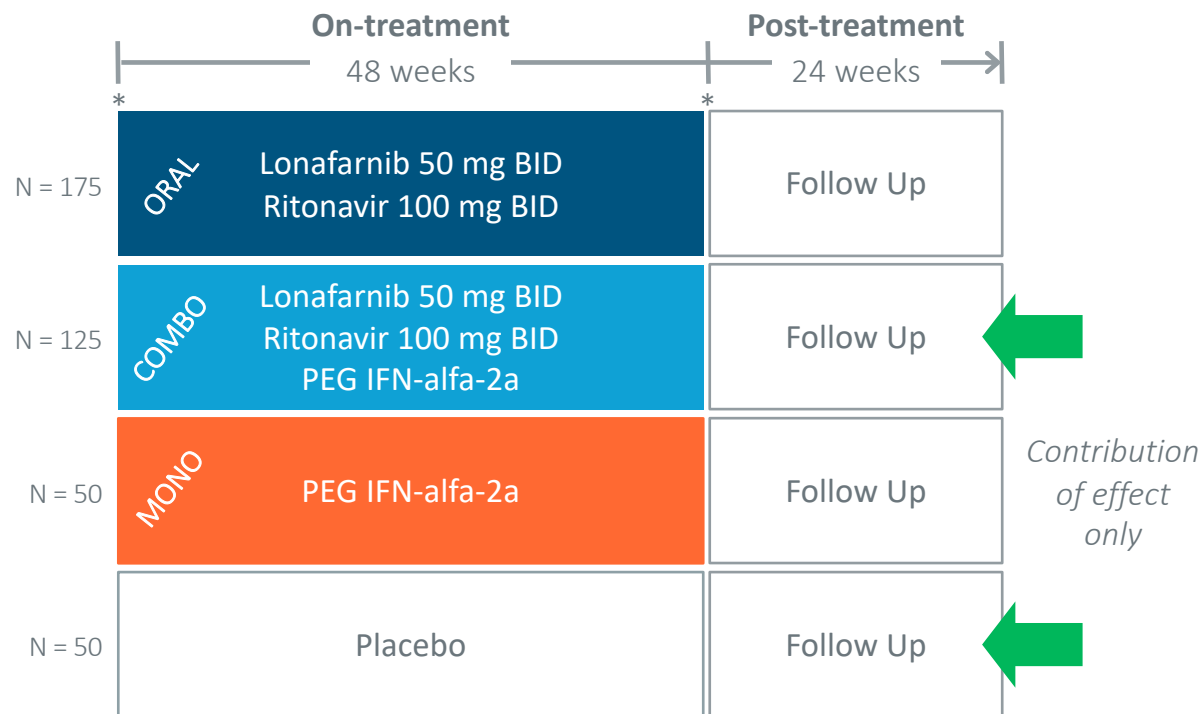 On-treatment
Post-treatment
48 weeks
24 weeks
*
*
N = 175
ORAL
Lonafarnib 50 mg BID
Ritonavir 100 mg BID
Follow Up
N = 125
COMBO
Lonafarnib 50 mg BID
Ritonavir 100 mg BID
PEG IFN-alfa-2a
Follow Up
N = 50
MONO
PEG IFN-alfa-2a
Follow Up
Contribution
of effect
only
N = 50
Placebo
Follow Up